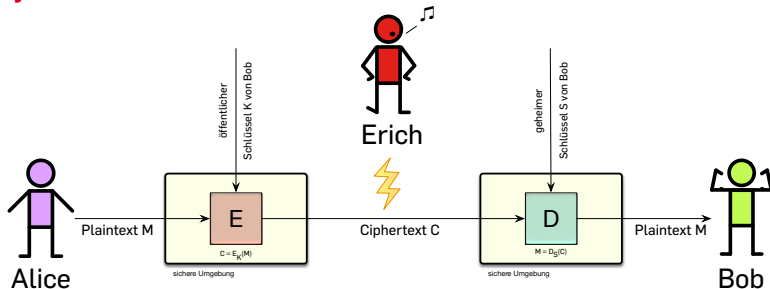 öffentlicher
Schlüssel K von Bob
Erich
geheimer
Schlüssel S von Bob
Plaintext M
E
C = E_K(M)
sichere Umgebung
Ciphertext C
D
M = D_S(C)
sichere Umgebung
Plaintext M
Alice
Bob